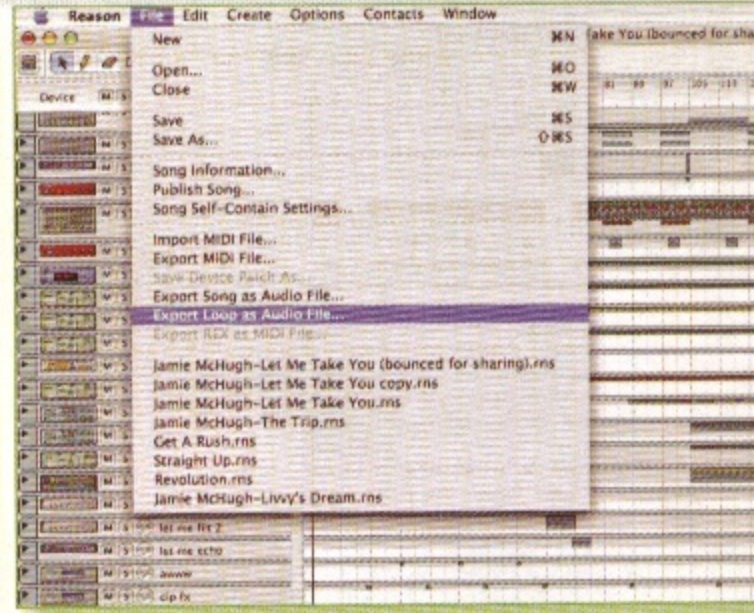 Reason File Edit Create Options Contacts Window
ake You (bounced for sha
New ⌘N
Open... ⌘O
Close ⌘W
Device M S
Save ⌘S
Save As... ⇧⌘S
Song Information...
Publish Song...
Song Self-Contain Settings...
Import MIDI File...
Export MIDI File...
Save Device Patch As...
Export Song as Audio File...
Export Loop as Audio File...
Export REX as MIDI File...
Jamie McHugh-Let Me Take You (bounced for sharing).rns
Jamie McHugh-Let Me Take You copy.rns
Jamie McHugh-Let Me Take You.rns
Jamie McHugh-The Trip.rns
Get A Rush.rns
Straight Up.rns
Revolution.rns
Jamie McHugh-Livvy's Dream.rns
let me flt 2
let me echo
awww
clp fx